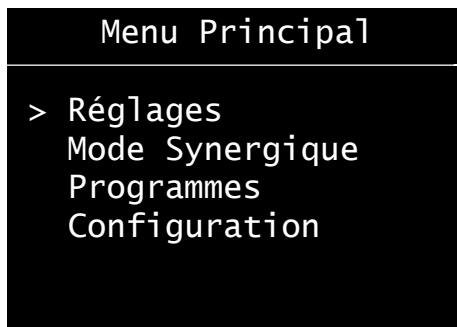 Menu Principal
> Réglages
Mode Synergique
Programmes
Configuration